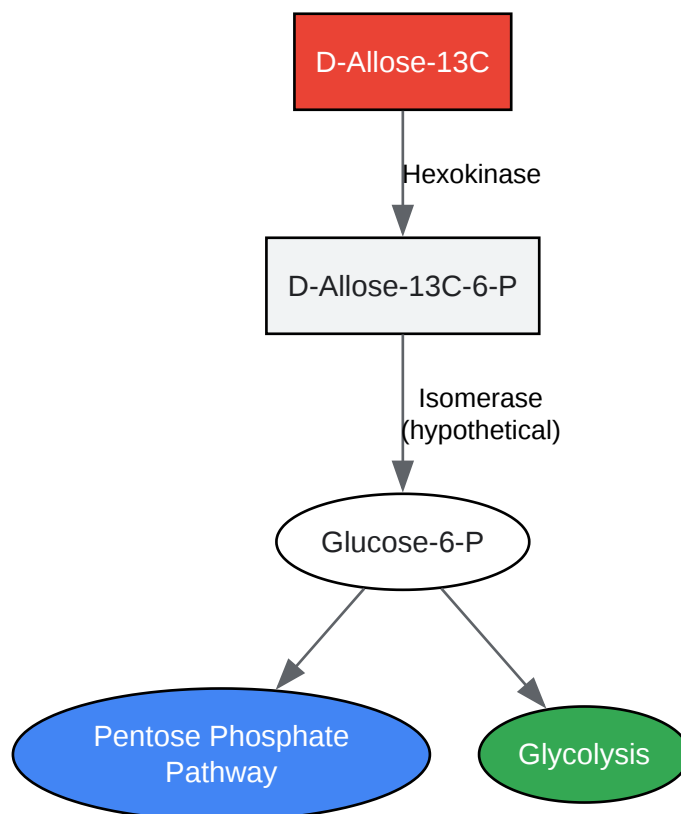 D-Allose-13C
Hexokinase
D-Allose-13C-6-P
Isomerase
(hypothetical)
Glucose-6-P
Pentose Phosphate
Pathway
Glycolysis